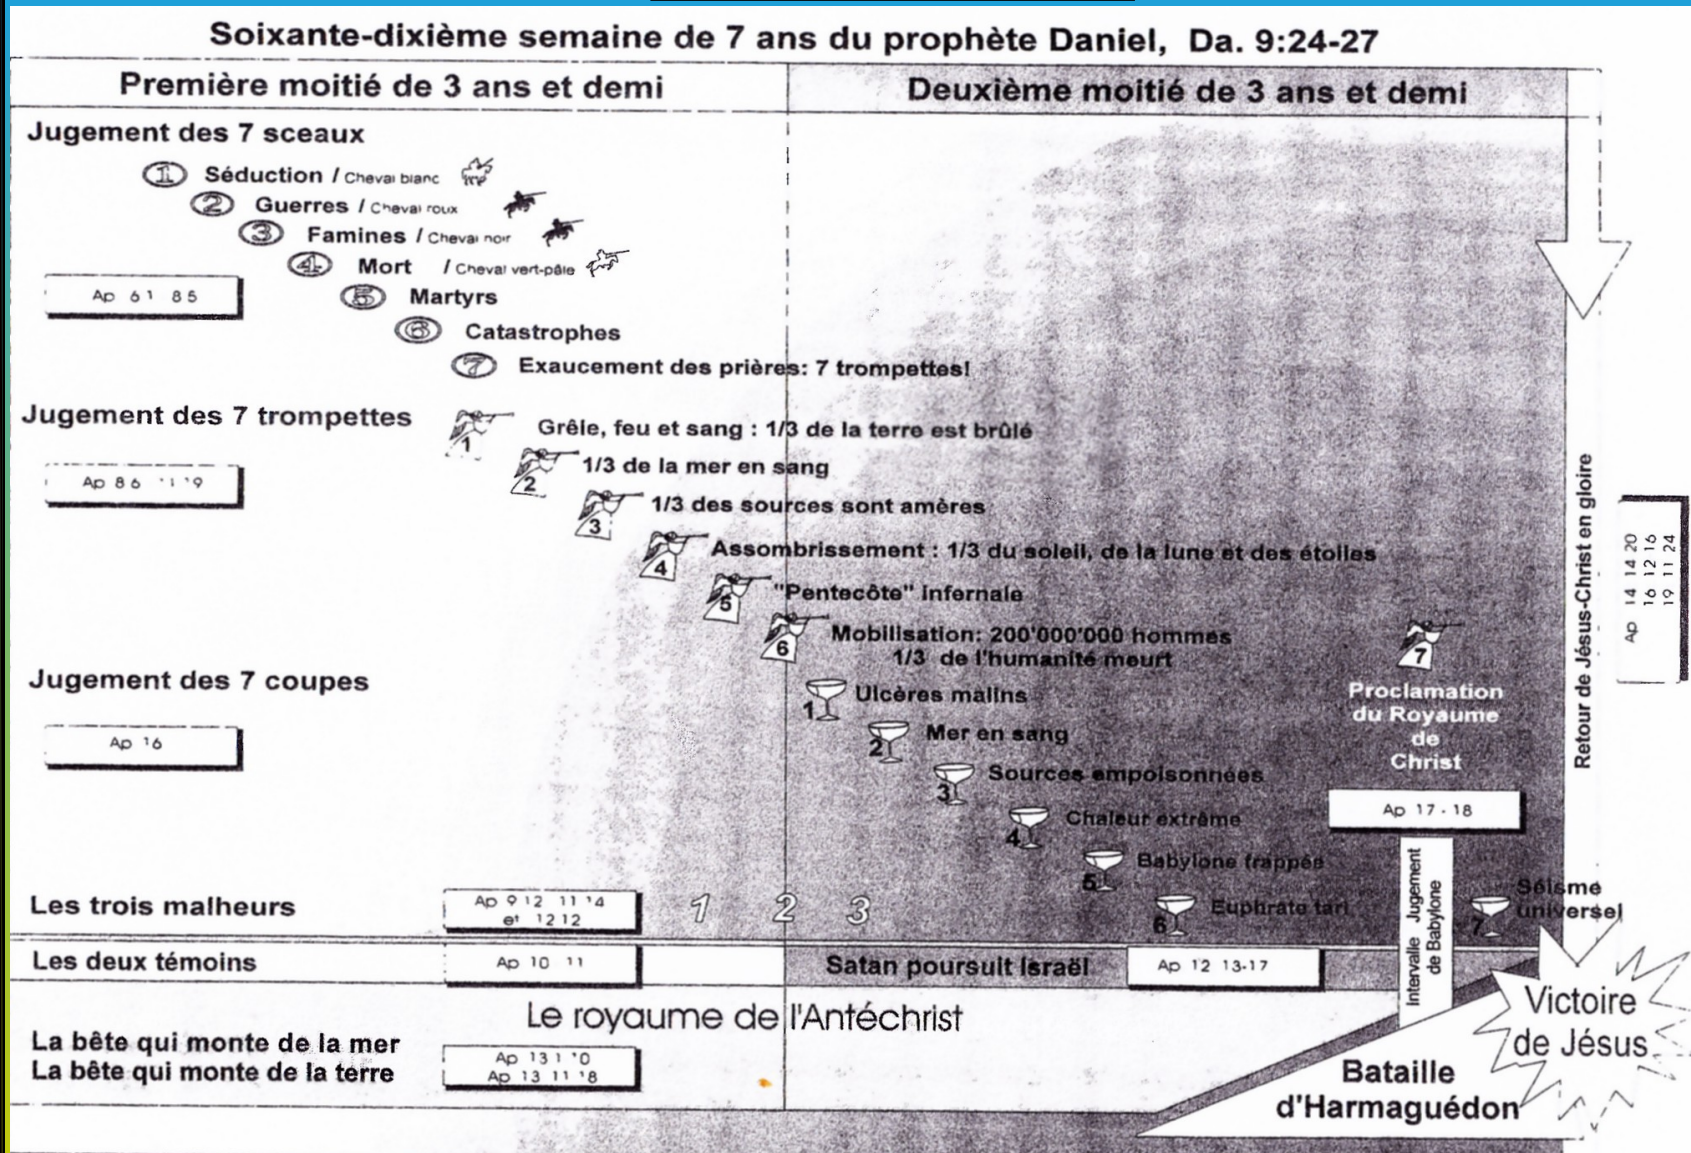 Soixante-dixième semaine de 7 ans du prophète Daniel, Da. 9:24-27
Première moitié de 3 ans et demi
Deuxième moitié de 3 ans et demi
Jugement des 7 sceaux
1 Séduction / Cheval blanc
2 Guerres / Cheval roux
3 Famines / Cheval noir
4 Mort / Cheval vert-pâle
Ap 6 1 8 5
5 Martyrs
6 Catastrophes
7 Exaucement des prières: 7 trompettes!
Jugement des 7 trompettes
1 Grêle, feu et sang : 1/3 de la terre est brûlé
Ap 8 6 11 19
2 1/3 de la mer en sang
3 1/3 des sources sont amères
4 Assombrissement : 1/3 du soleil, de la lune et des étoiles
5 "Pentecôte" infernale
6 Mobilisation: 200'000'000 hommes
1/3 de l'humanité meurt
7
Proclamation
du Royaume
de
Christ
Ap 17 - 18
Jugement des 7 coupes
Ap 16
1 Ulcères malins
2 Mer en sang
3 Sources empoisonnées
4 Chaleur extrême
5 Babylone frappée
6 Euphrate tari
7 Séisme
universel
Intervalle Jugement
de Babylone
Retour de Jésus-Christ en gloire
Ap 14 14 20
16 12 16
19 11 24
Les trois malheurs
Ap 9 12 11 14
et 12 12
1 2 3
Les deux témoins
Ap 10 11
Satan poursuit Israël
Ap 12 13-17
Le royaume de l'Antéchrist
La bête qui monte de la mer
La bête qui monte de la terre
Ap 13 1 10
Ap 13 11 18
Bataille
d'Harmaguédon
Victoire
de Jésus